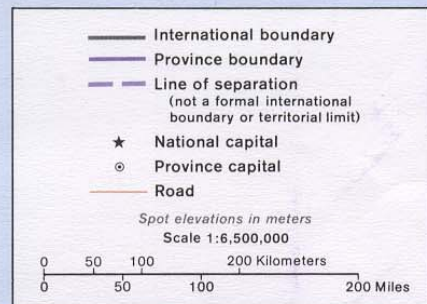 International boundary
Province boundary
Line of separation
(not a formal international
boundary or territorial limit)
National capital
Province capital
Road
Spot elevations in meters
Scale 1:6,500,000
0 50 100 200 Kilometers
0 50 100 200 Miles